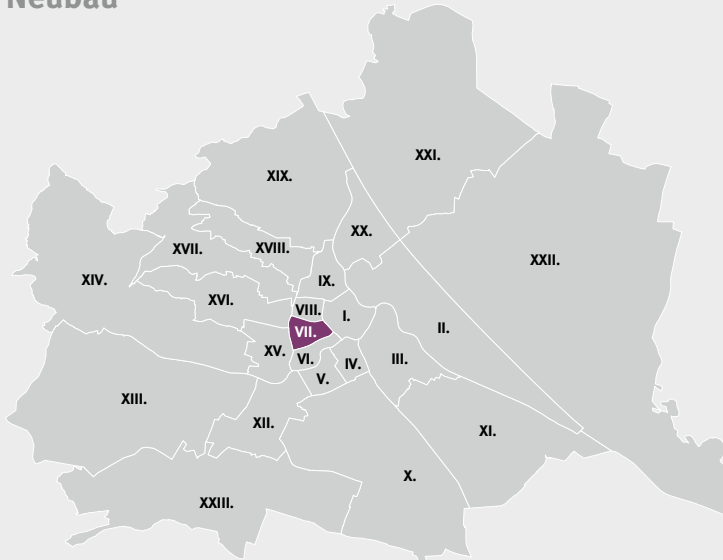 Neubau
XXI.
XIX.
XX.
XVII.
XVIII.
XXII.
XIV.
IX.
XVI.
VIII.
I.
II.
VII.
XV.
VI.
IV.
III.
V.
XIII.
XII.
XI.
X.
XXIII.